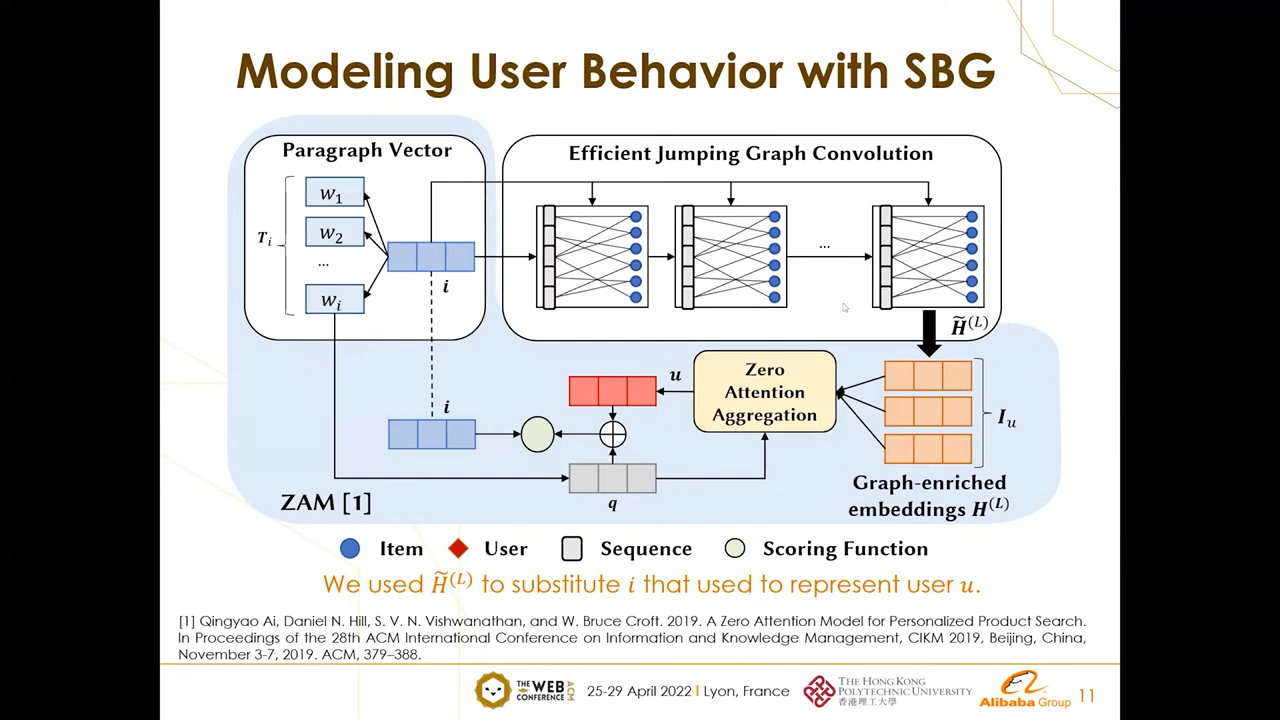 Modeling User Behavior with SBG
Paragraph Vector
Efficient Jumping Graph Convolution
w₁
w₂
...
wᵢ
Tᵢ
i
...
H̃⁽ᴸ⁾
Zero
Attention
Aggregation
u
Iᵤ
i
q
ZAM [1]
Graph-enriched
embeddings H⁽ᴸ⁾
Item
User
Sequence
Scoring Function
We used H̃⁽ᴸ⁾ to substitute i that used to represent user u.
[1] Qingyao Ai, Daniel N. Hill, S. V. N. Vishwanathan, and W. Bruce Croft. 2019. A Zero Attention Model for Personalized Product Search.
In Proceedings of the 28th ACM International Conference on Information and Knowledge Management, CIKM 2019, Beijing, China,
November 3-7, 2019. ACM, 379–388.
THE WEB CONFERENCE ACM
25-29 April 2022 | Lyon, France
THE HONG KONG
POLYTECHNIC UNIVERSITY
香港理工大學
Alibaba Group
11